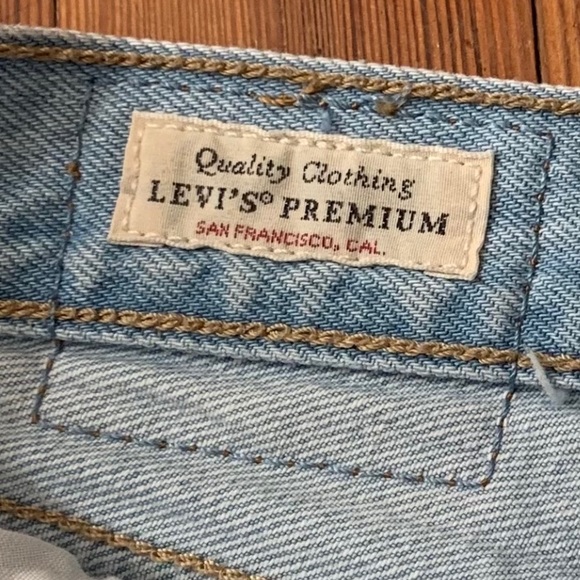 Quality Clothing
LEVI'S® PREMIUM
SAN FRANCISCO, CAL.